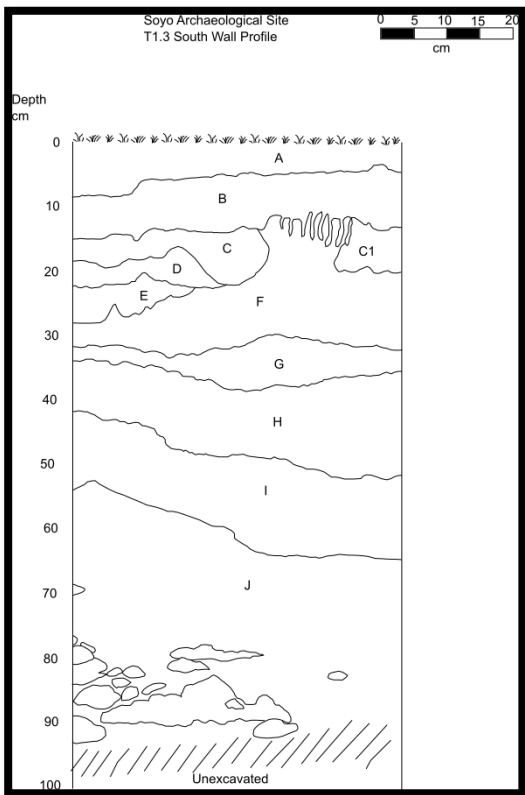 Soyo Archaeological Site
T1.3 South Wall Profile
0 5 10 15 20
cm
Depth
cm
0
A
B
10
C
C1
D
20
E
F
30
G
40
H
50
I
60
J
70
80
90
Unexcavated
100